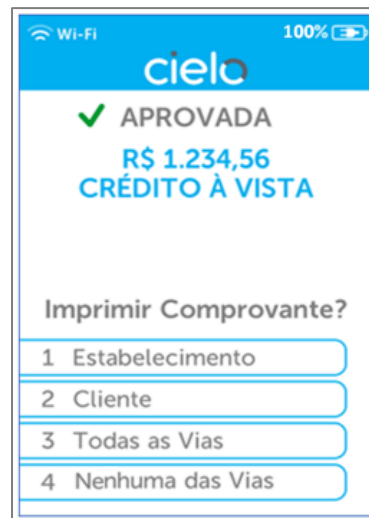 Wi-Fi 100%
cielo
APROVADA
R$ 1.234,56
CRÉDITO À VISTA
Imprimir Comprovante?
1 Estabelecimento
2 Cliente
3 Todas as Vias
4 Nenhuma das Vias